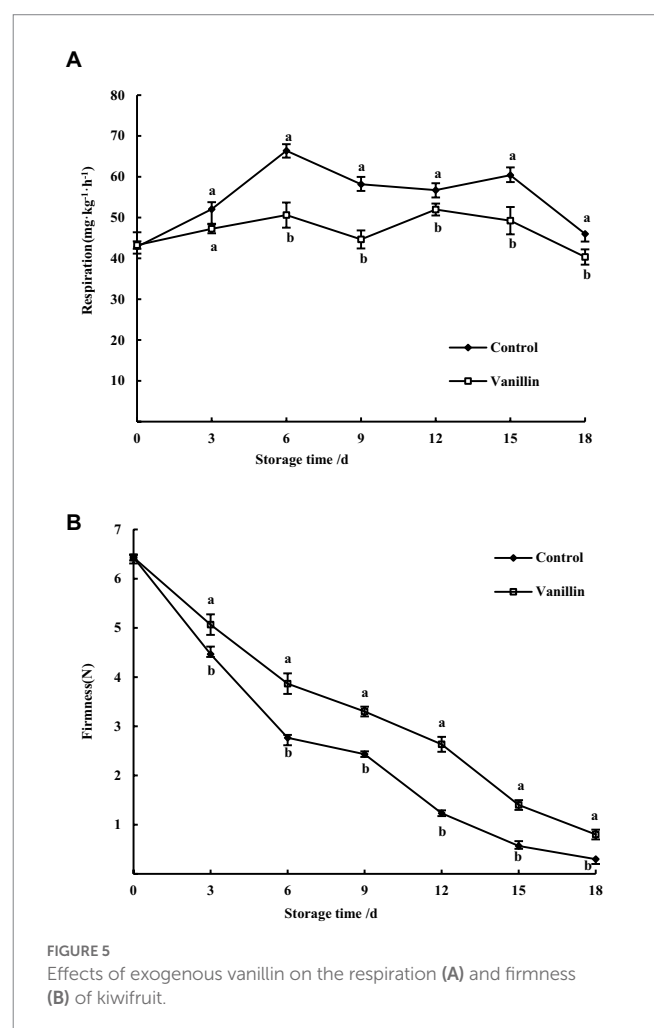 A
80
70
60
50
40
30
20
10
Respiration(mg·kg⁻¹·h⁻¹)
a
a
a
a
a
a
a
b
b
b
b
b
Control
Vanillin
0 3 6 9 12 15 18
Storage time /d
B
7
6
5
4
3
2
1
Firmness(N)
a
a
a
a
a
a
b
b
b
b
b
b
Control
Vanillin
0 3 6 9 12 15 18
Storage time /d
FIGURE 5
Effects of exogenous vanillin on the respiration (A) and firmness
(B) of kiwifruit.